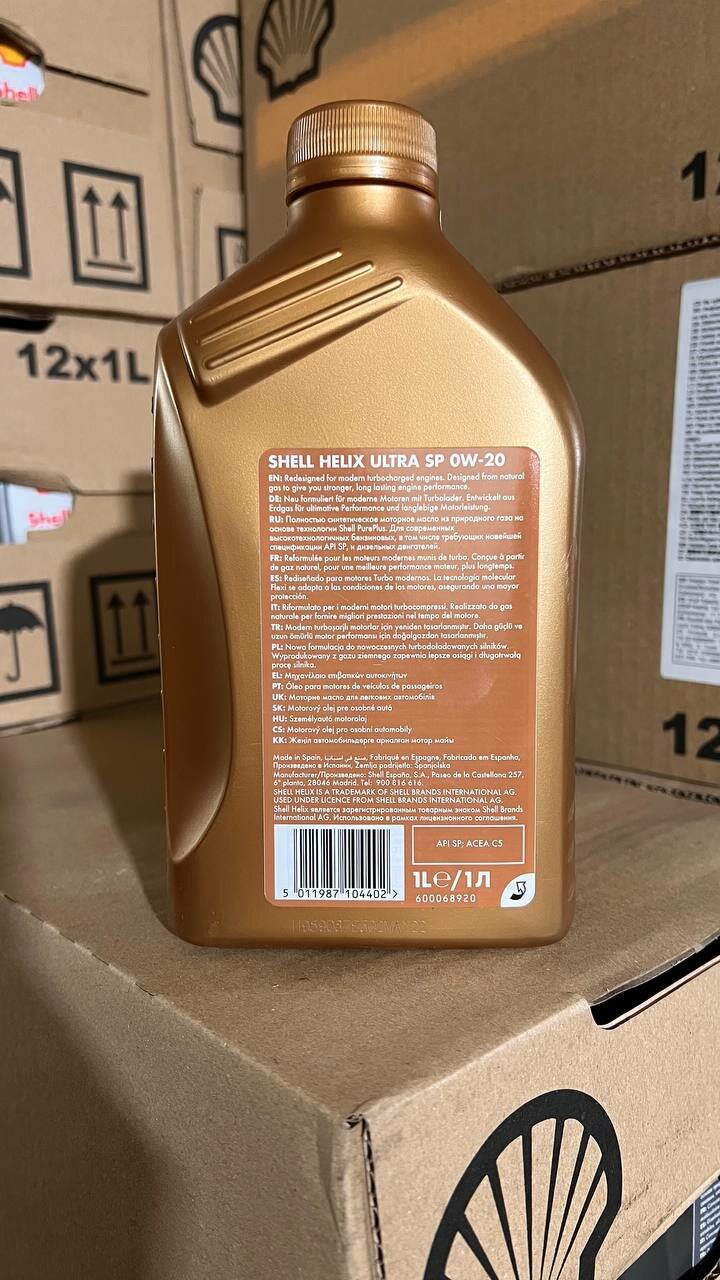 Shell
12x1L
Shell
SHELL HELIX ULTRA SP 0W-20
EN: Redesigned for modern turbocharged engines. Designed from natural
gas to give you stronger, long lasting engine performance.
DE: Neu formuliert für moderne Motoren mit Turbolader. Entwickelt aus
Erdgas für ultimative Performance und langlebige Motorleistung.
RU: Полностью синтетическое моторное масло из природного газа на
основе технологии Shell PurePlus. Для современных
высокотехнологичных бензиновых, в том числе требующих новейшей
спецификации API SP, и дизельных двигателей.
FR: Reformulée pour les moteurs modernes munis de turbo. Conçue à partir
de gaz naturel, pour une meilleure performance moteur, plus longtemps.
ES: Rediseñado para motores Turbo modernos. La tecnología molecular
Flexi se adapta a las condiciones de los motores, asegurando una mayor
protección.
IT: Riformulato per i moderni motori turbocompressi. Realizzato da gas
naturale per fornire migliori prestazioni nel tempo del motore.
TR: Modern turboşarjlı motorlar için yeniden tasarlanmıştır. Daha güçlü ve
uzun ömürlü motor performansı için doğalgazdan tasarlanmıştır.
PL: Nowa formulacja do nowoczesnych turbodoładowanych silników.
Wyprodukowany z gazu ziemnego zapewnia lepsze osiągi i długotrwałą
pracę silnika.
EL: Μηχανέλαιο επιβατικών αυτοκινήτων
PT: Óleo para motores de veículos de passageiros
UK: Моторне масло для легкових автомобілів
SK: Motorový olej pre osobné autá
HU: Személyautó motorolaj
CS: Motorový olej pro osobní automobily
KK: Жеңіл автомобильдерге арналған мотор майы
Made in Spain, صنع في اسبانيا, Fabriqué en Espagne, Fabricado em Espanha,
Произведено в Испании, Zemlja podrijetla: Španjolska
Manufacturer/Произведено: Shell España, S.A., Paseo de la Castellana 257,
6ª planta, 28046 Madrid. Tel: 900 816 616.
SHELL HELIX IS A TRADEMARK OF SHELL BRANDS INTERNATIONAL AG.
USED UNDER LICENCE FROM SHELL BRANDS INTERNATIONAL AG.
Shell Helix является зарегистрированным товарным знаком Shell Brands
International AG. Использовано в рамках лицензионного соглашения.
API SP; ACEA C5
5 011987 104402 >
1L℮/1Л
600068920
12